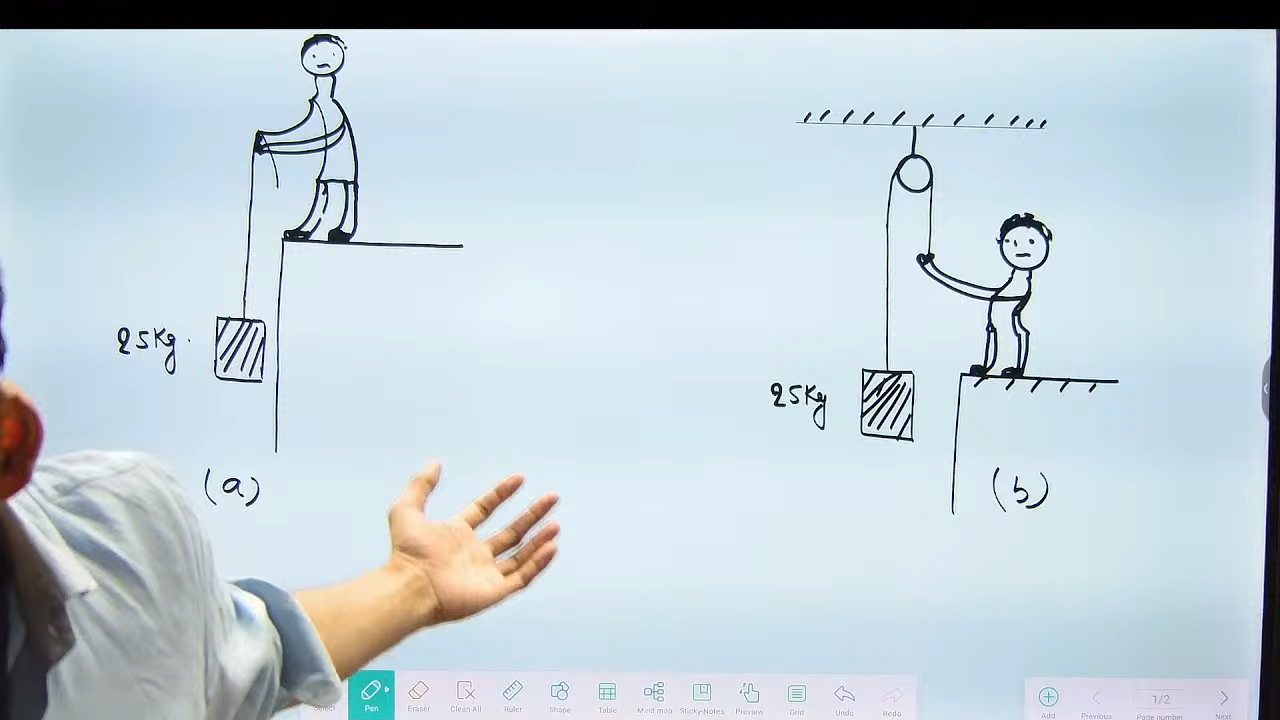 25Kg.
(a)
25Kg
(b)
Select
Pen
Eraser
Clean All
Ruler
Shape
Table
Mind map
Sticky-Notes
Preview
Grid
Undo
Redo
Add
Previous
1/2
Page number
Next